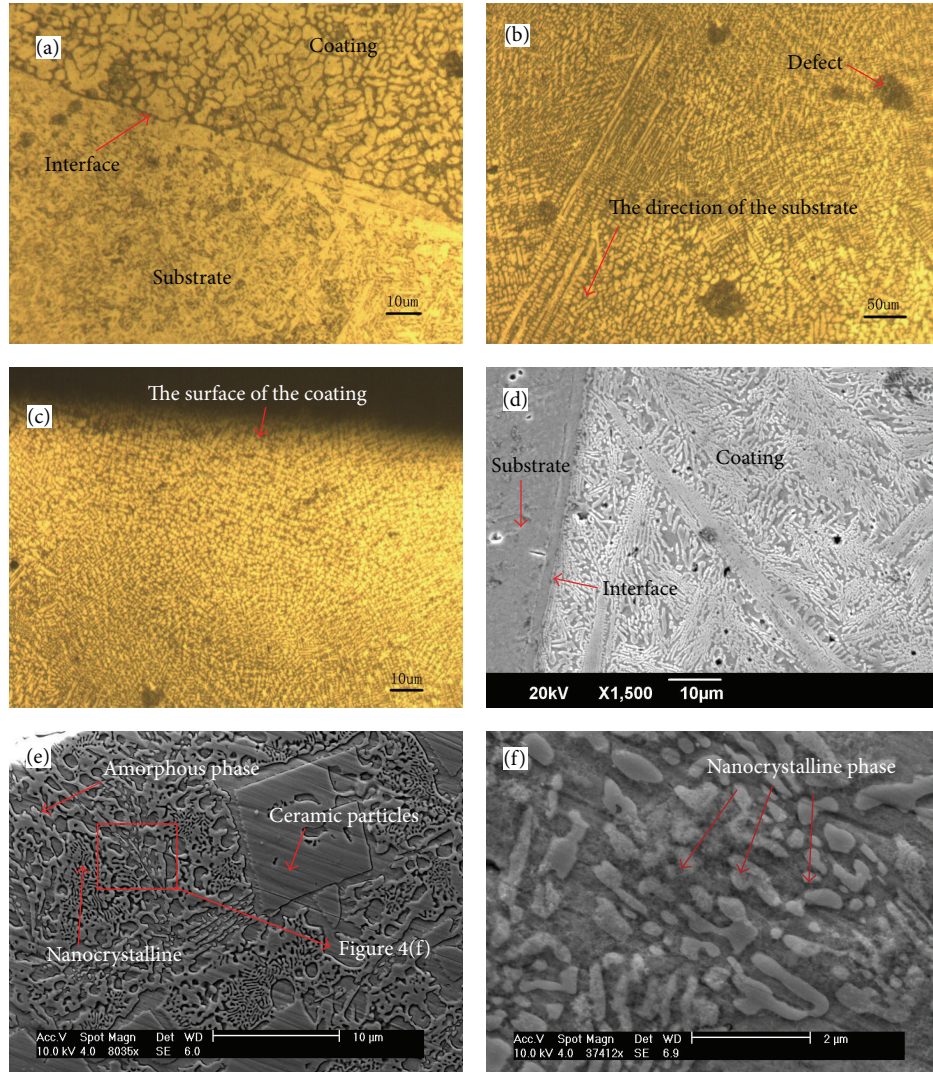 (a)
Coating
Interface
Substrate
10um
(b)
Defect
The direction of the substrate
50um
(c)
The surface of the coating
10um
(d)
Substrate
Coating
Interface
20kV X1,500 10µm
(e)
Amorphous phase
Ceramic particles
Nanocrystalline
Figure 4(f)
Acc.V Spot Magn Det WD
10.0 kV 4.0 8035x SE 6.0
10 µm
(f)
Nanocrystalline phase
Acc.V Spot Magn Det WD
10.0 kV 4.0 37412x SE 6.9
2 µm